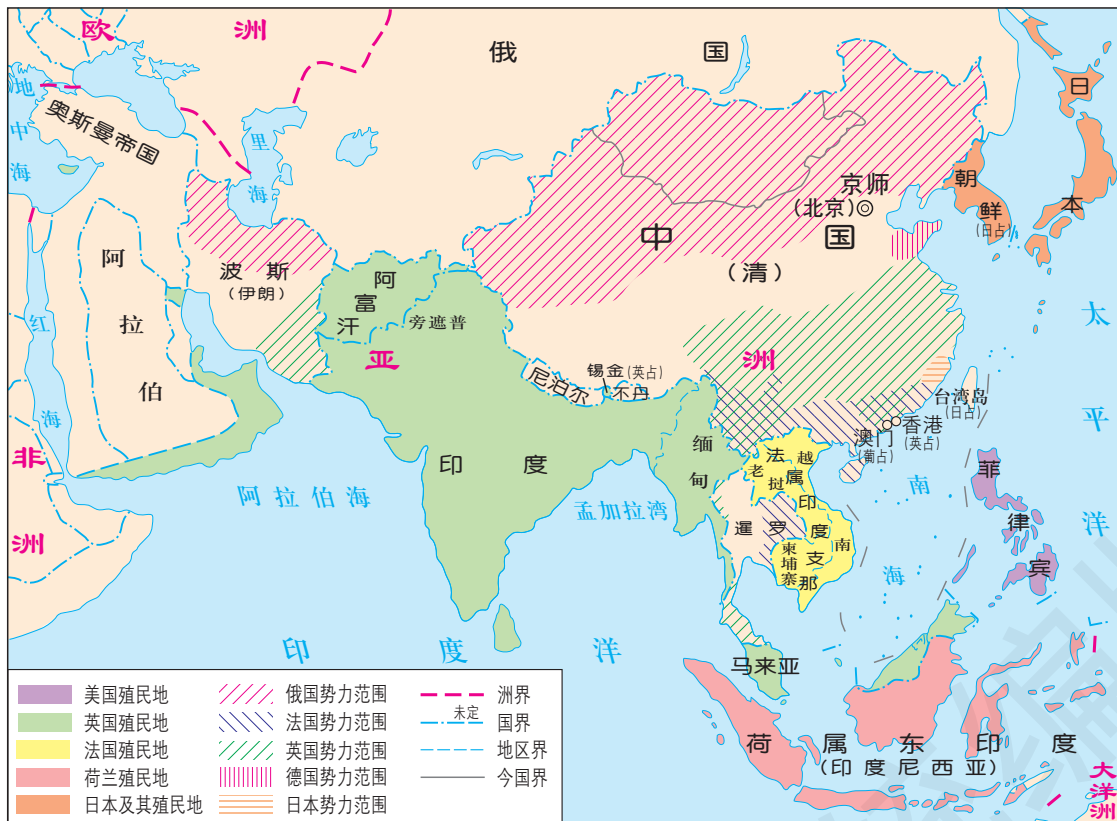 欧洲
俄国
地中海
奥斯曼帝国
里海
日本
朝鲜
(日占)
京师
(北京)
中国
(清)
波斯
(伊朗)
阿富汗
旁遮普
阿拉伯
红海
亚洲
太平洋
锡金(英占)
尼泊尔
不丹
台湾岛
(日占)
香港
(英占)
澳门
(葡占)
非洲
印度
缅甸
法属印度支那
越南
老挝
柬埔寨
暹罗
阿拉伯海
孟加拉湾
南海
菲律宾
印度洋
马来亚
荷属东印度
(印度尼西亚)
大洋洲
美国殖民地
英国殖民地
法国殖民地
荷兰殖民地
日本及其殖民地
俄国势力范围
法国势力范围
英国势力范围
德国势力范围
日本势力范围
洲界
未定
国界
地区界
今国界